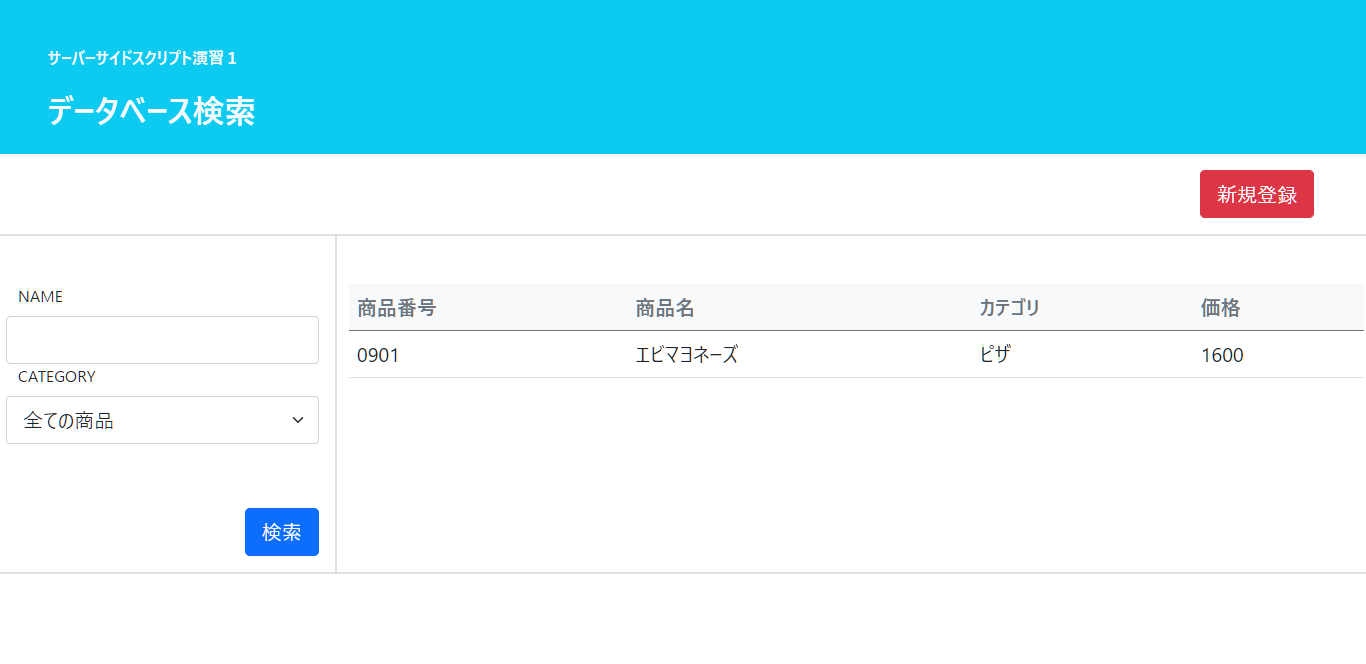 サーバーサイドスクリプト演習１
データベース検索
新規登録
NAME
CATEGORY
全ての商品
検索
商品番号 商品名 カテゴリ 価格
0901 エビマヨネーズ ピザ 1600